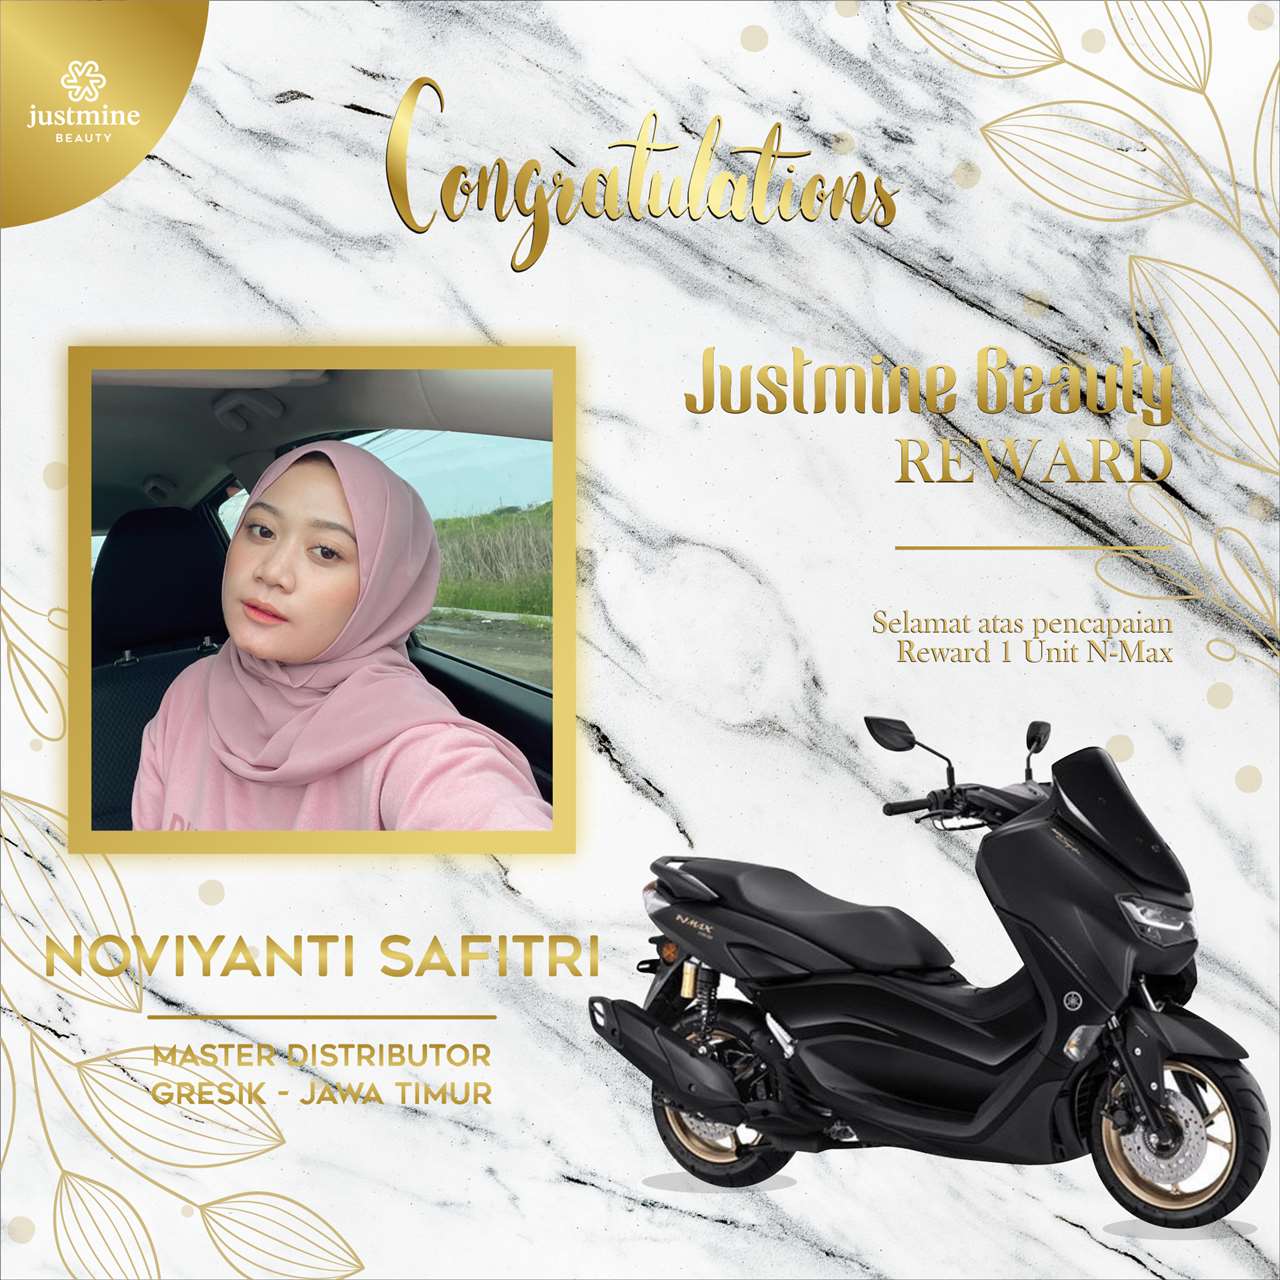 justmine
BEAUTY
Congratulations
Justmine Beauty
REWARD
Selamat atas pencapaian
Reward 1 Unit N-Max
NOVIYANTI SAFITRI
MASTER DISTRIBUTOR
GRESIK - JAWA TIMUR
N-MAX